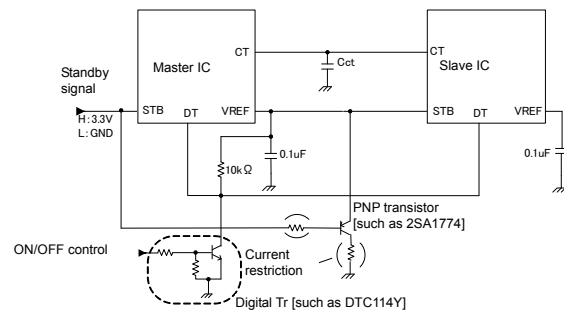 CT
CT
Cct
Master IC
Slave IC
Standby
signal
STB
DT
VREF
STB
DT
VREF
H:3.3V
L:GND
0.1uF
0.1uF
10kΩ
PNP transistor
[such as 2SA1774]
ON/OFF control
Current
restriction
Digital Tr [such as DTC114Y]